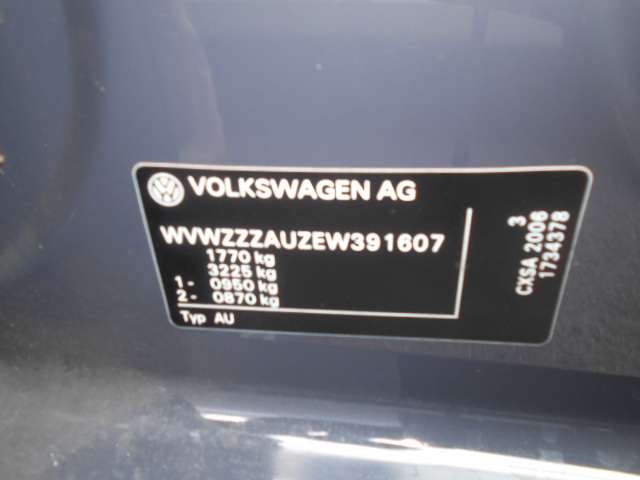 VOLKSWAGEN AG
WVWZZZAUZEW391607
1770 kg
3225 kg
1- 0950 kg
2- 0870 kg
Typ AU
3
CXSA 2006
1734378